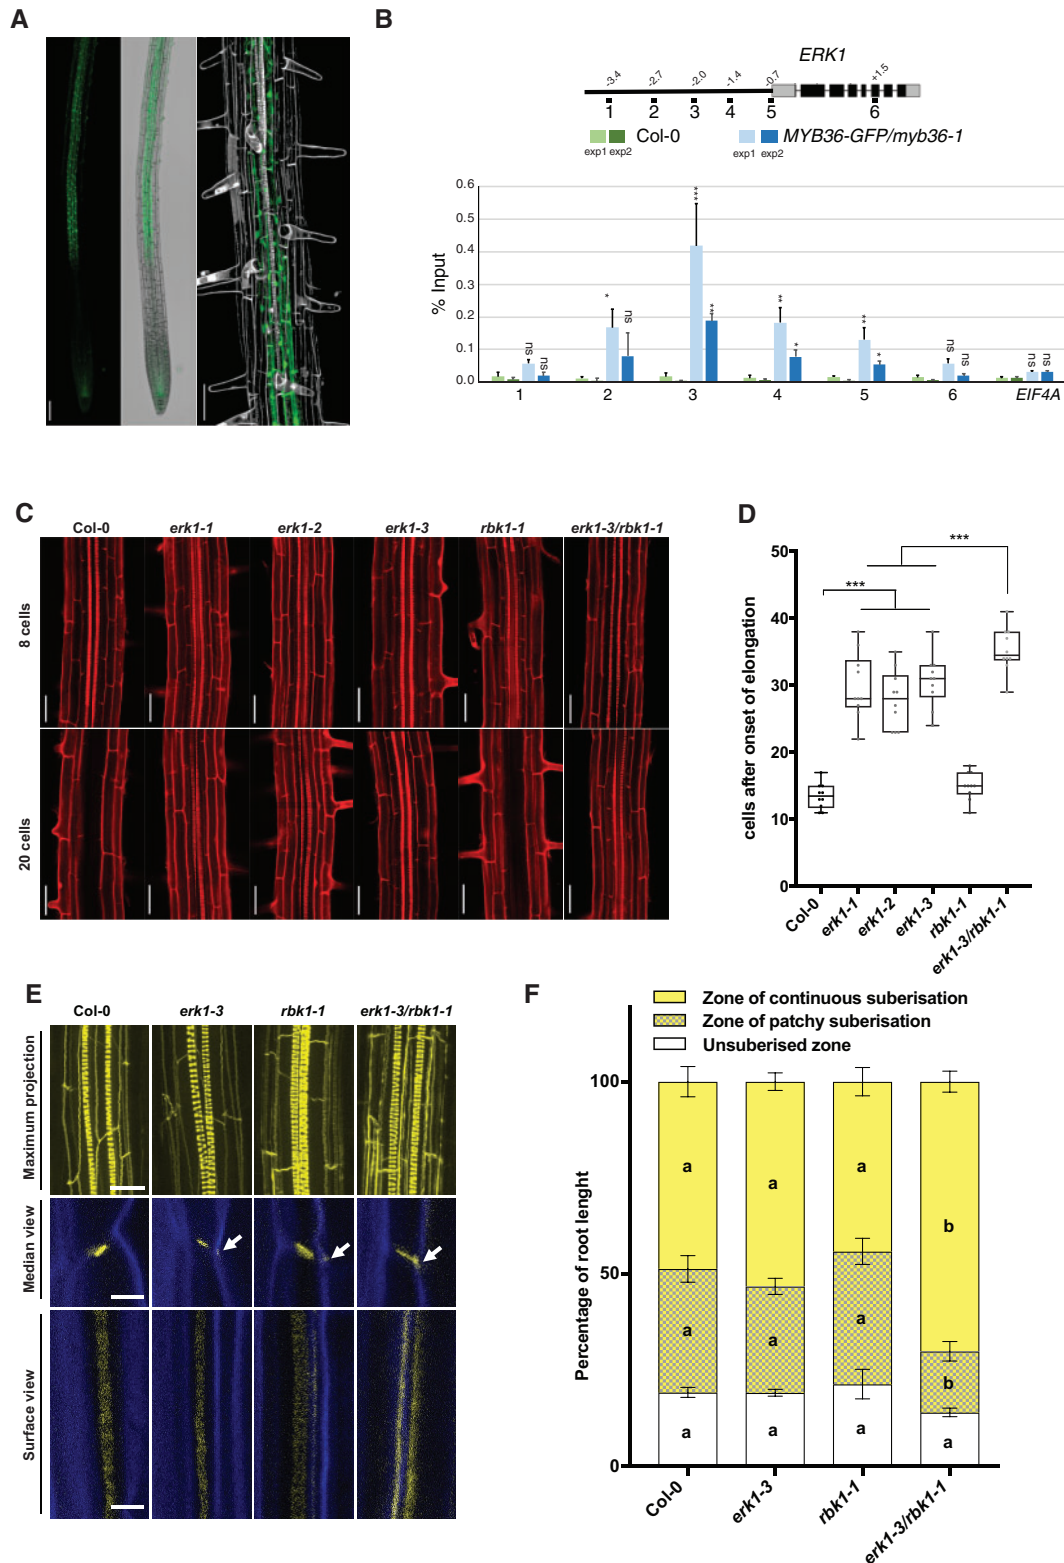 A
B
ERK1
-3.4 -2.7 -2.0 -1.4 -0.7 +1.5
1 2 3 4 5 6
Col-0 MYB36-GFP/myb36-1
exp1 exp2 exp1 exp2
% Input
0.6
0.5
0.4
0.3
0.2
0.1
0.0
ns ns * ns *** *** ** * ** * ns ns ns ns
1 2 3 4 5 6 EIF4A
C
Col-0 erk1-1 erk1-2 erk1-3 rbk1-1 erk1-3/rbk1-1
8 cells
20 cells
D
cells after onset of elongation
50
40
30
20
10
0
*** ***
Col-0 erk1-1 erk1-2 erk1-3 rbk1-1 erk1-3/rbk1-1
E
Col-0 erk1-3 rbk1-1 erk1-3/rbk1-1
Maximum projection
Median view
Surface view
F
Zone of continuous suberisation
Zone of patchy suberisation
Unsuberised zone
Percentage of root lenght
100
50
0
a a a b
a a a b
a a a a
Col-0 erk1-3 rbk1-1 erk1-3/rbk1-1